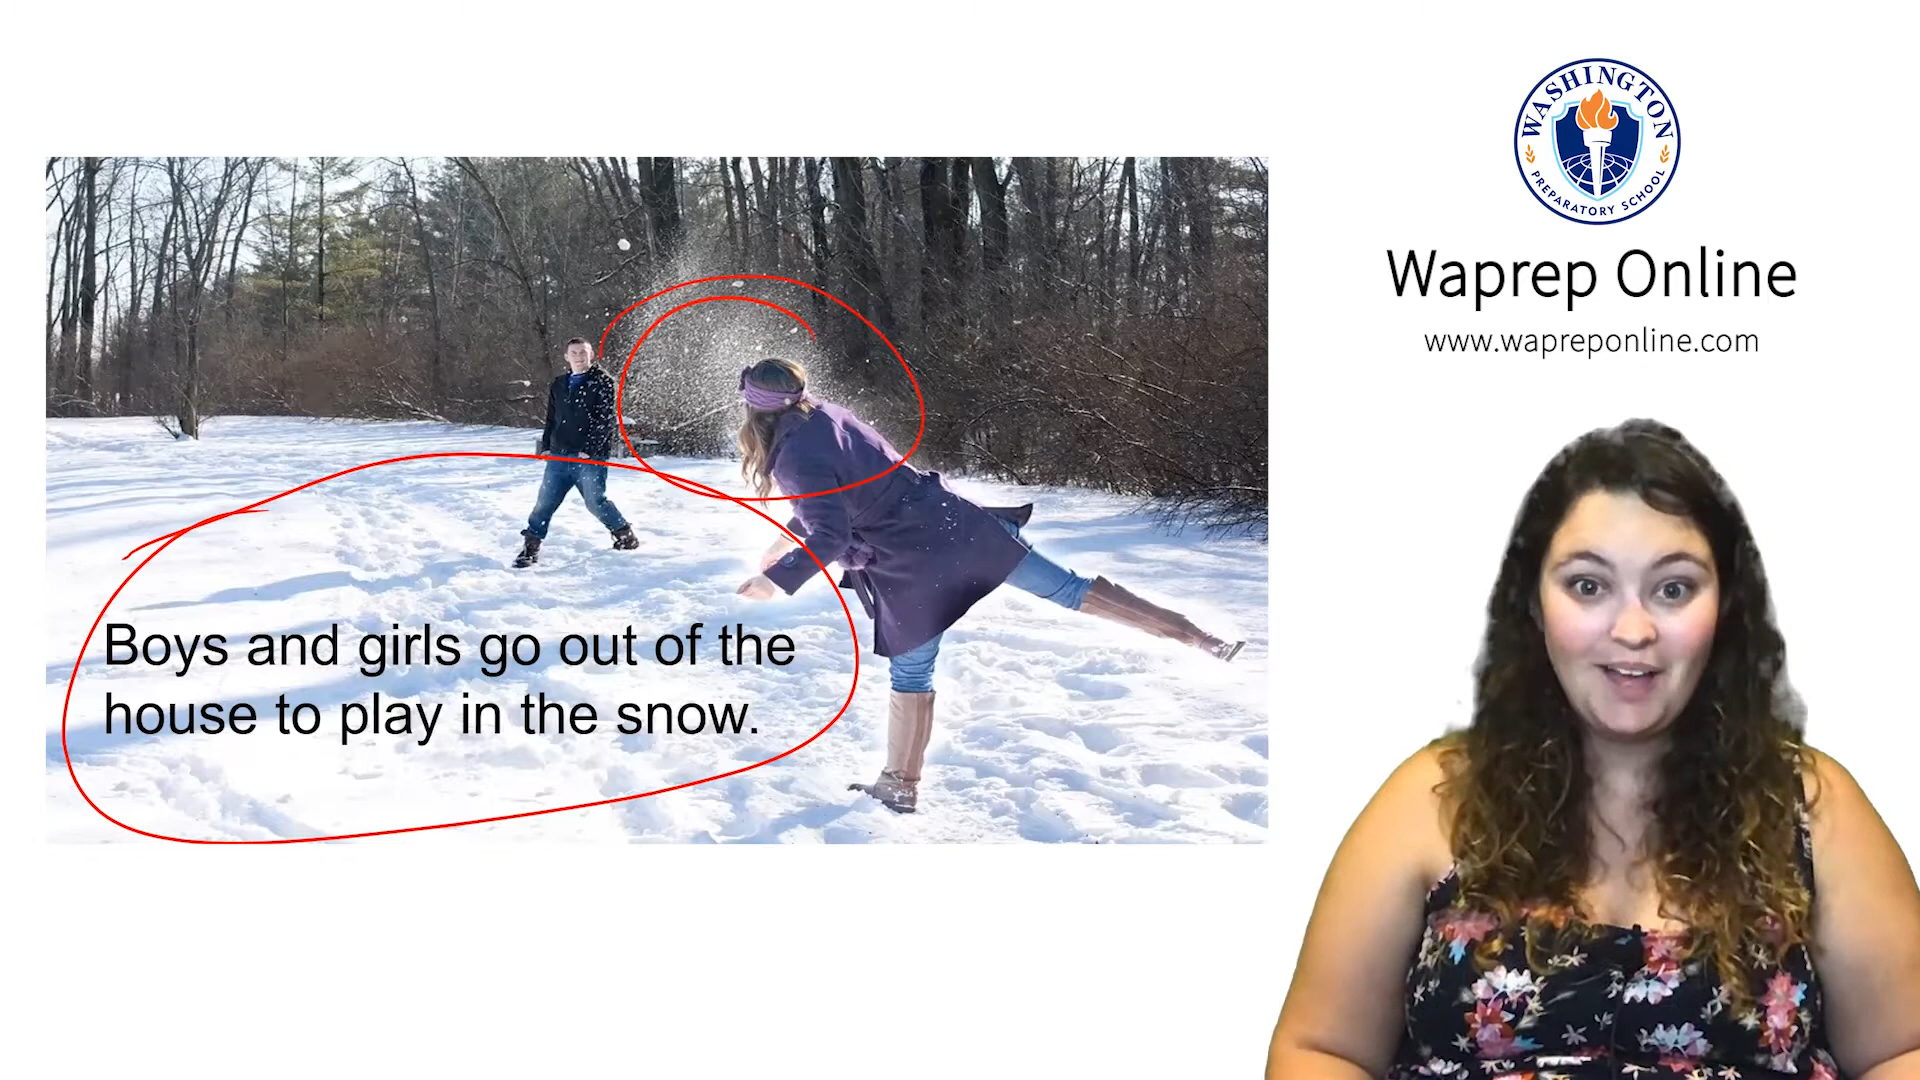 Boys and girls go out of the
house to play in the snow.
WASHINGTON
PREPARATORY SCHOOL
Waprep Online
www.wapreponline.com